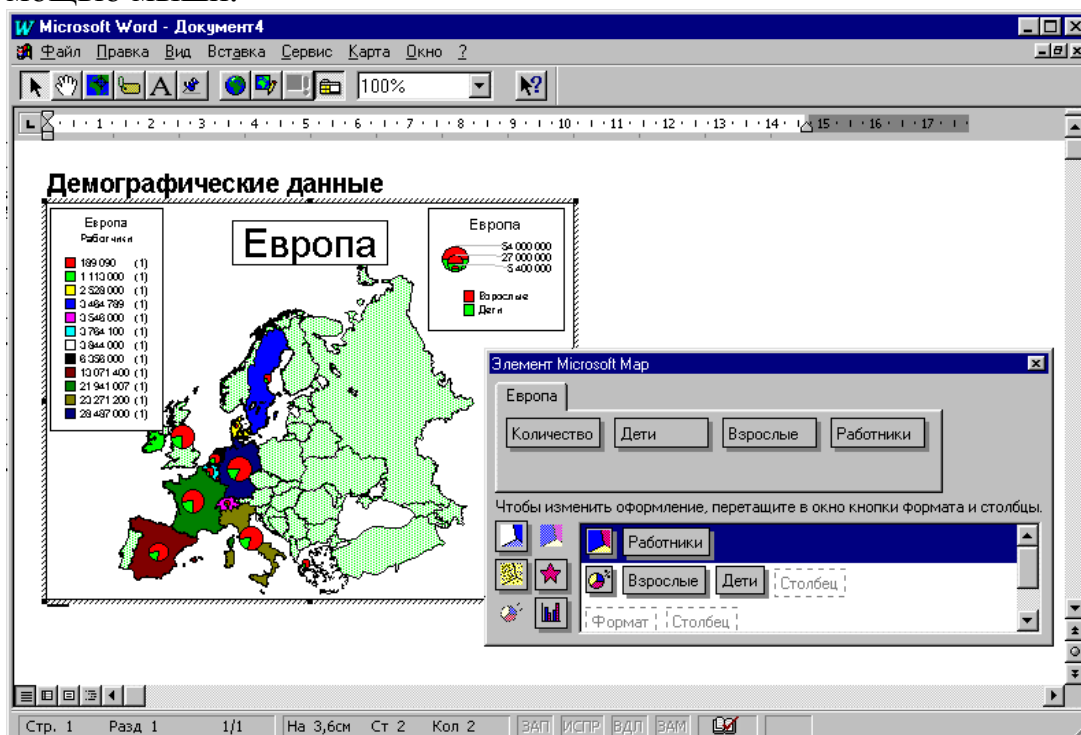 мощью мыши.
Microsoft Word - Документ4
Файл Правка Вид Вставка Сервис Карта Окно ?
100%
1 2 3 4 5 6 7 8 9 10 11 12 13 14 15 16 17
Демографические данные
Европа
Работники
189 090 (1)
1 113 000 (1)
2 528 000 (1)
3 464 789 (1)
3 546 000 (1)
3 764 100 (1)
3 844 000 (1)
6 356 000 (1)
13 071 400 (1)
21 941 007 (1)
23 271 200 (1)
28 487 000 (1)
Европа
Европа
54 000 000
27 000 000
5 400 000
Взрослые
Дети
Элемент Microsoft Map
Европа
Количество Дети Взрослые Работники
Чтобы изменить оформление, перетащите в окно кнопки формата и столбцы.
Работники
Взрослые Дети Столбец
Формат Столбец
Стр. 1 Разд 1 1/1 На 3,6см Ст 2 Кол 2 ЗАП ИСПР ВДЛ ЗАМ